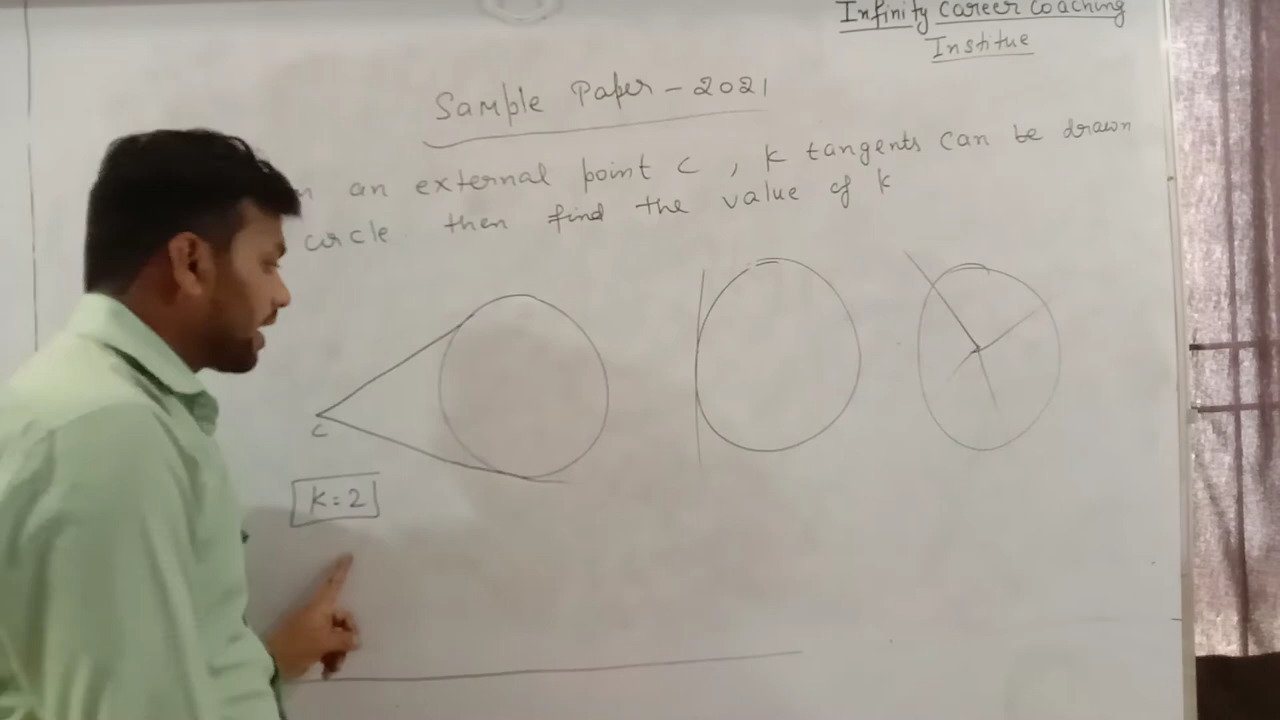 Infinity Career Coaching
Institue
Sample Paper - 2021
an external point C, K tangents can be drawn
circle then find the value of K
C
K = 2